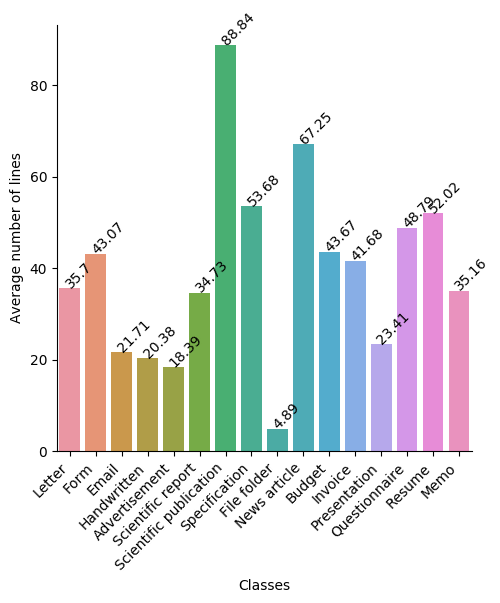 Average number of lines
80
60
40
20
0
35.7
43.07
21.71
20.38
18.39
34.73
88.84
53.68
4.89
67.25
43.67
41.68
23.41
48.79
52.02
35.16
Letter
Form
Email
Handwritten
Advertisement
Scientific report
Scientific publication
Specification
File folder
News article
Budget
Invoice
Presentation
Questionnaire
Resume
Memo
Classes